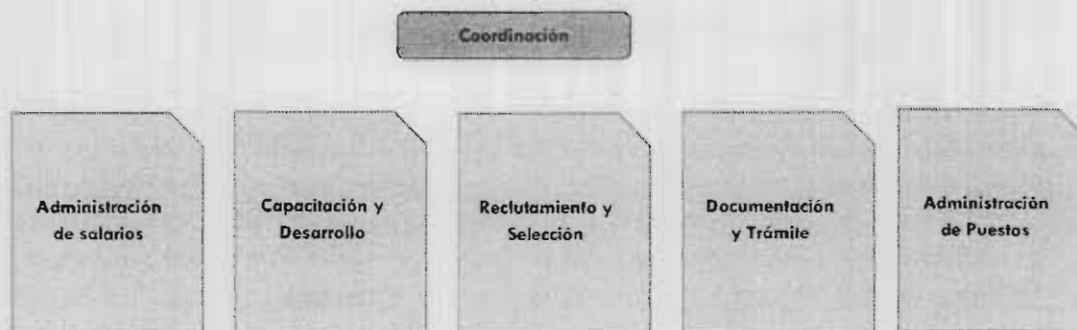 Coordinación
Administración
de salarios
Capacitación y
Desarrollo
Reclutamiento y
Selección
Documentación
y Trámite
Administración
de Puestos